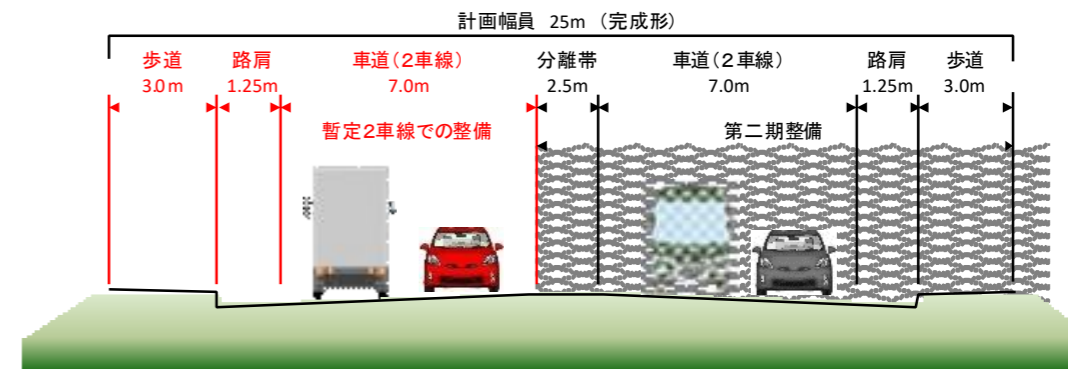 計画幅員 25m (完成形)
歩道 路肩 車道(2車線) 分離帯 車道(2車線) 路肩 歩道
3.0m 1.25m 7.0m 2.5m 7.0m 1.25m 3.0m
暫定2車線での整備 第二期整備